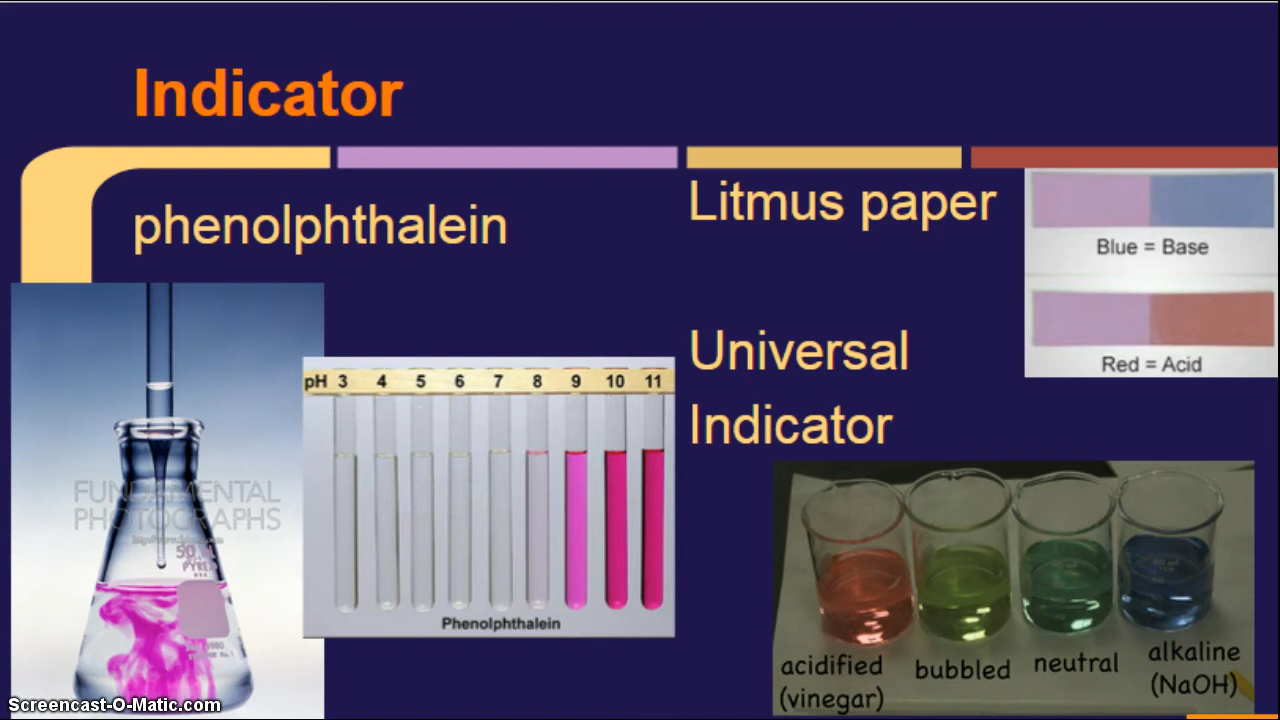 Indicator
phenolphthalein
Litmus paper
Blue = Base
Red = Acid
Universal
Indicator
FUNDAMENTAL
PHOTOGRAPHS
PYREX
pH 3 4 5 6 7 8 9 10 11
Phenolphthalein
acidified
(vinegar)
bubbled
neutral
alkaline
(NaOH)
Screencast-O-Matic.com